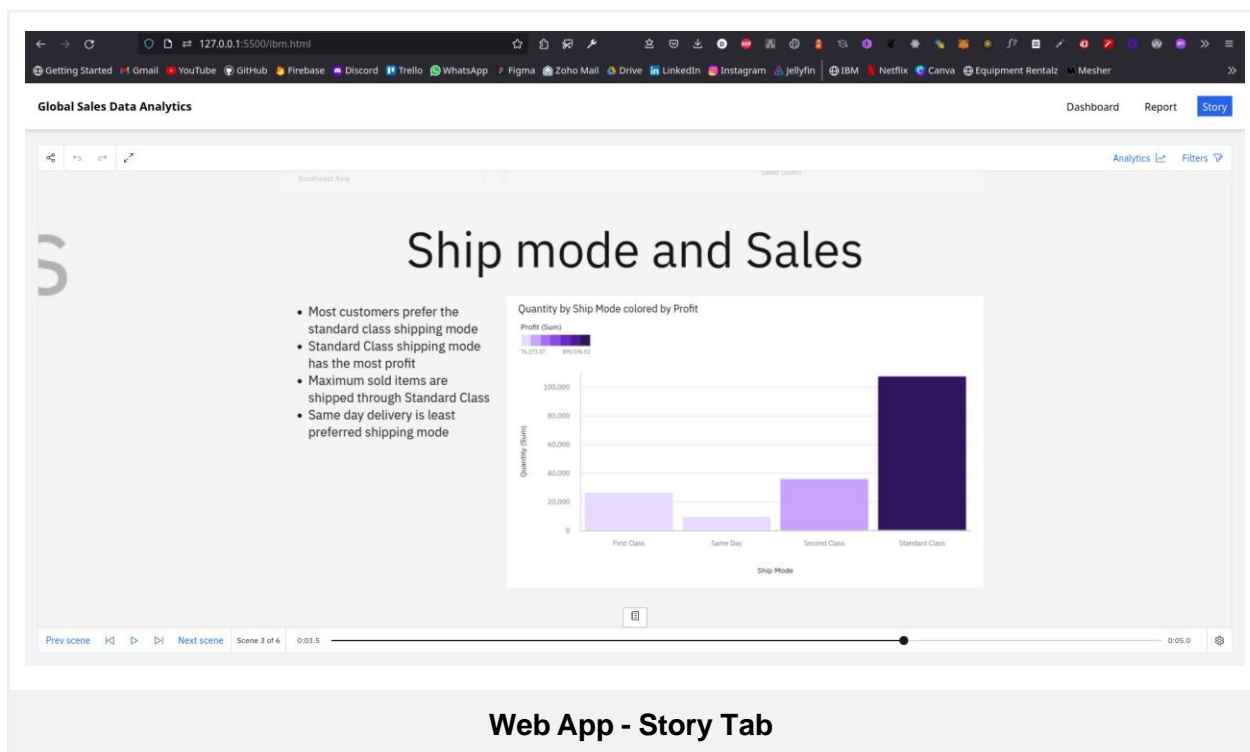 127.0.0.1:5500/ibm.html
Getting Started Gmail YouTube GitHub Firebase Discord Trello WhatsApp Figma Zoho Mail Drive LinkedIn Instagram Jellyfin IBM Netflix Canva Equipment Rentalz Mesher
Global Sales Data Analytics
Dashboard Report Story
Analytics Filters
Southeast Asia
Sales (Sum)
S
Ship mode and Sales
• Most customers prefer the
standard class shipping mode
• Standard Class shipping mode
has the most profit
• Maximum sold items are
shipped through Standard Class
• Same day delivery is least
preferred shipping mode
Quantity by Ship Mode colored by Profit
Profit (Sum)
100,000
80,000
60,000
40,000
20,000
0
Quantity (Sum)
First Class Same Day Second Class Standard Class
Ship Mode
Prev scene Next scene Scene 3 of 6 0:03.5 0:05.0
Web App - Story Tab